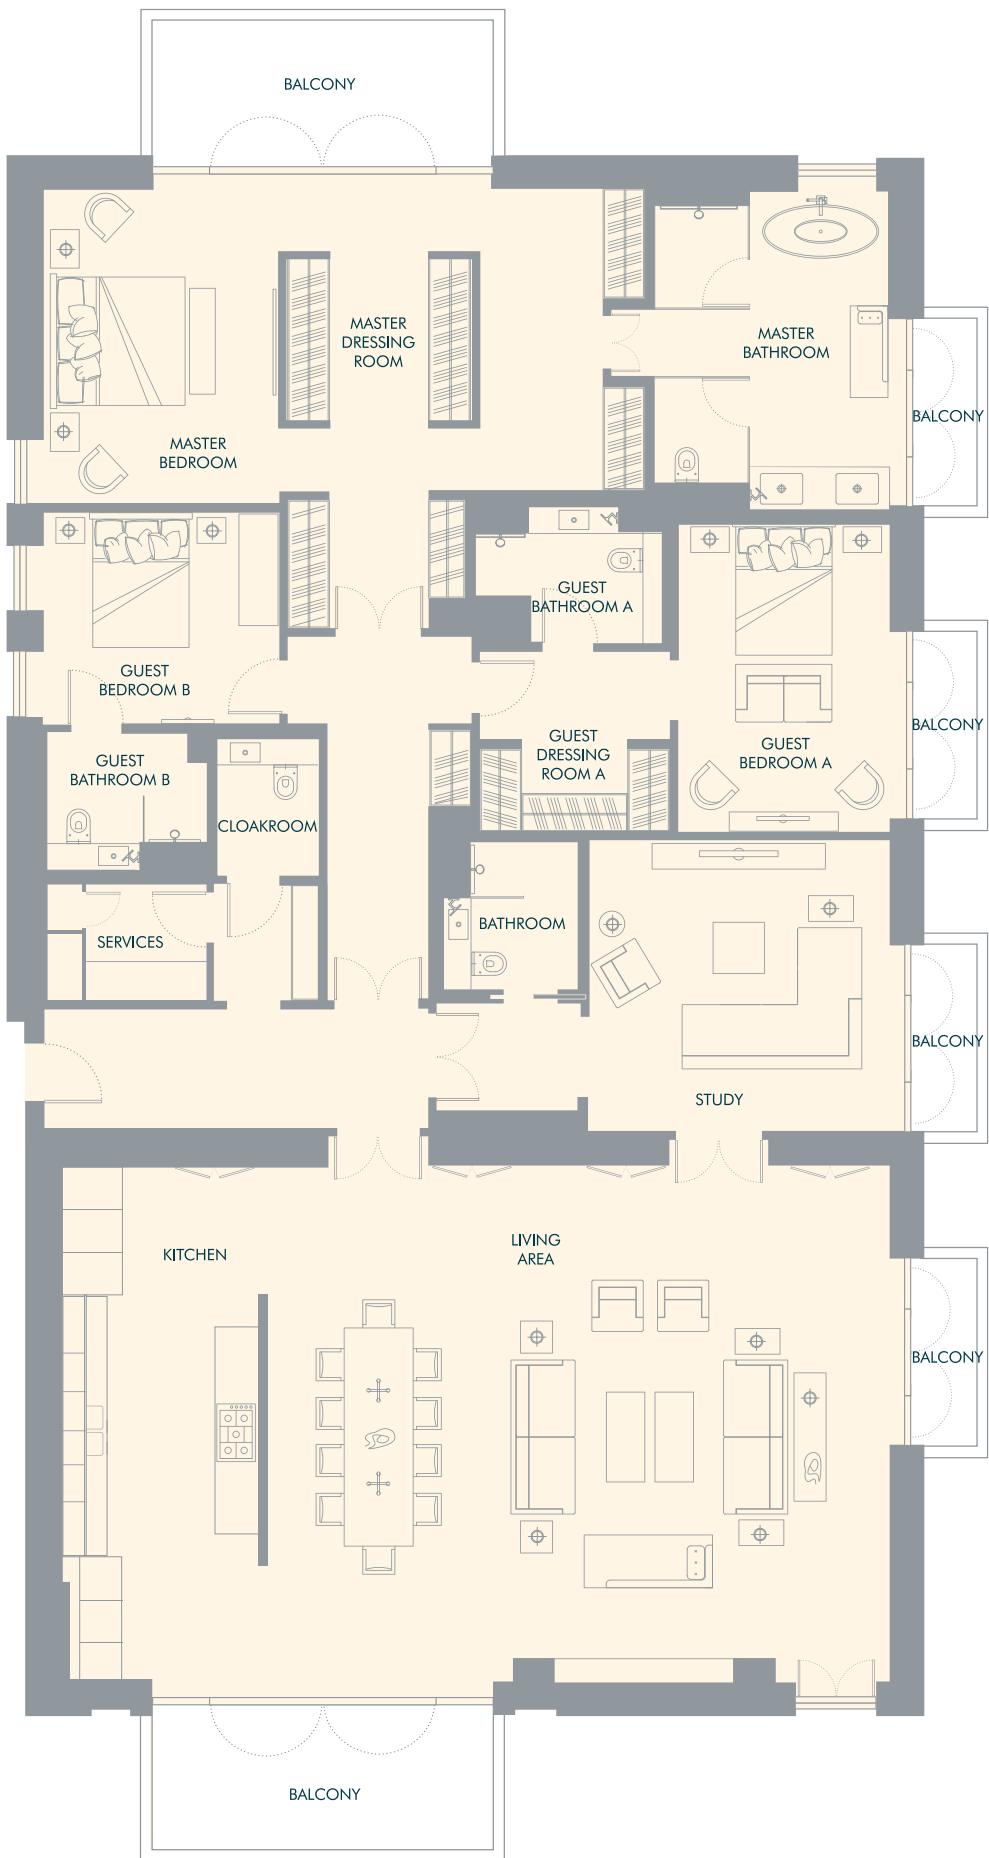 BALCONY
MASTER
DRESSING
ROOM
MASTER
BATHROOM
BALCONY
MASTER
BEDROOM
GUEST
BATHROOM A
GUEST
BEDROOM B
GUEST
DRESSING
ROOM A
GUEST
BEDROOM A
BALCONY
GUEST
BATHROOM B
CLOAKROOM
BATHROOM
SERVICES
BALCONY
STUDY
KITCHEN
LIVING
AREA
BALCONY
BALCONY